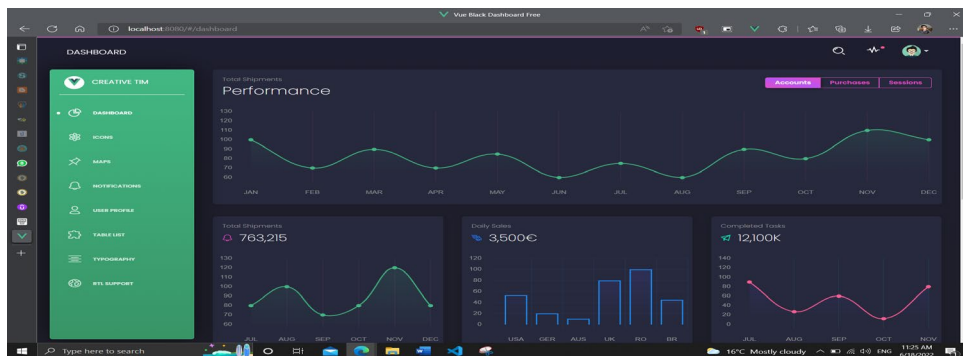 Vue Black Dashboard Free
localhost:8080/#/dashboard
DASHBOARD
CREATIVE TIM
DASHBOARD
ICONS
MAPS
NOTIFICATIONS
USER PROFILE
TABLE LIST
TYPOGRAPHY
RTL SUPPORT
Total Shipments
Performance
Accounts Purchases Sessions
130
120
110
100
90
80
70
60
JAN FEB MAR APR MAY JUN JUL AUG SEP OCT NOV DEC
Total Shipments
763,215
130
120
110
100
90
80
70
60
JUL AUG SEP OCT NOV DEC
Daily Sales
3,500€
120
100
80
60
40
20
0
USA GER AUS UK RO BR
Completed Tasks
12,100K
140
120
100
80
60
40
20
0
JUL AUG SEP OCT NOV
Type here to search
16°C Mostly cloudy
ENG
11:25 AM
6/18/2022